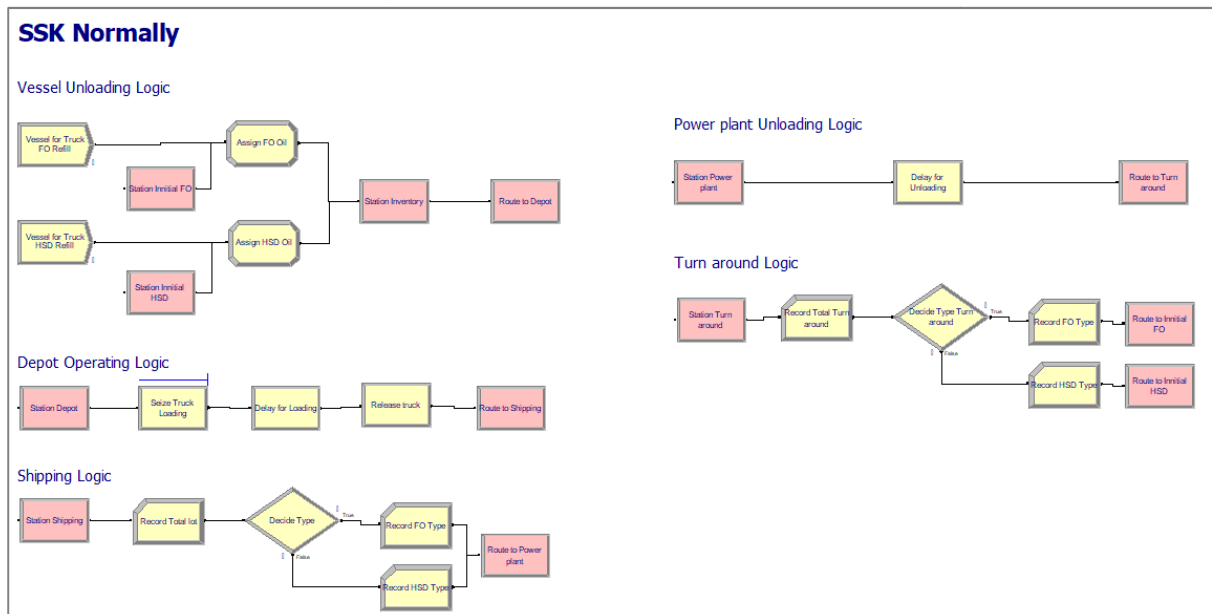 SSK Normally
Vessel Unloading Logic
Vessel for Truck
FO Refill
Assign FO Oil
Station Innitial FO
Station Inventory
Route to Depot
Vessel for Truck
HSD Refill
Assign HSD Oil
Station Innitial
HSD
Depot Operating Logic
Station Depot
Seize Truck
Loading
Delay for Loading
Release truck
Route to Shipping
Shipping Logic
Station Shipping
Record Total lot
Decide Type
True
False
Record FO Type
Record HSD Type
Route to Power
plant
Power plant Unloading Logic
Station Power
plant
Delay for
Unloading
Route to Turn
around
Turn around Logic
Station Turn
around
Record Total Turn
around
Decide Type Turn
around
True
False
Record FO Type
Route to Innitial
FO
Record HSD Type
Route to Innitial
HSD